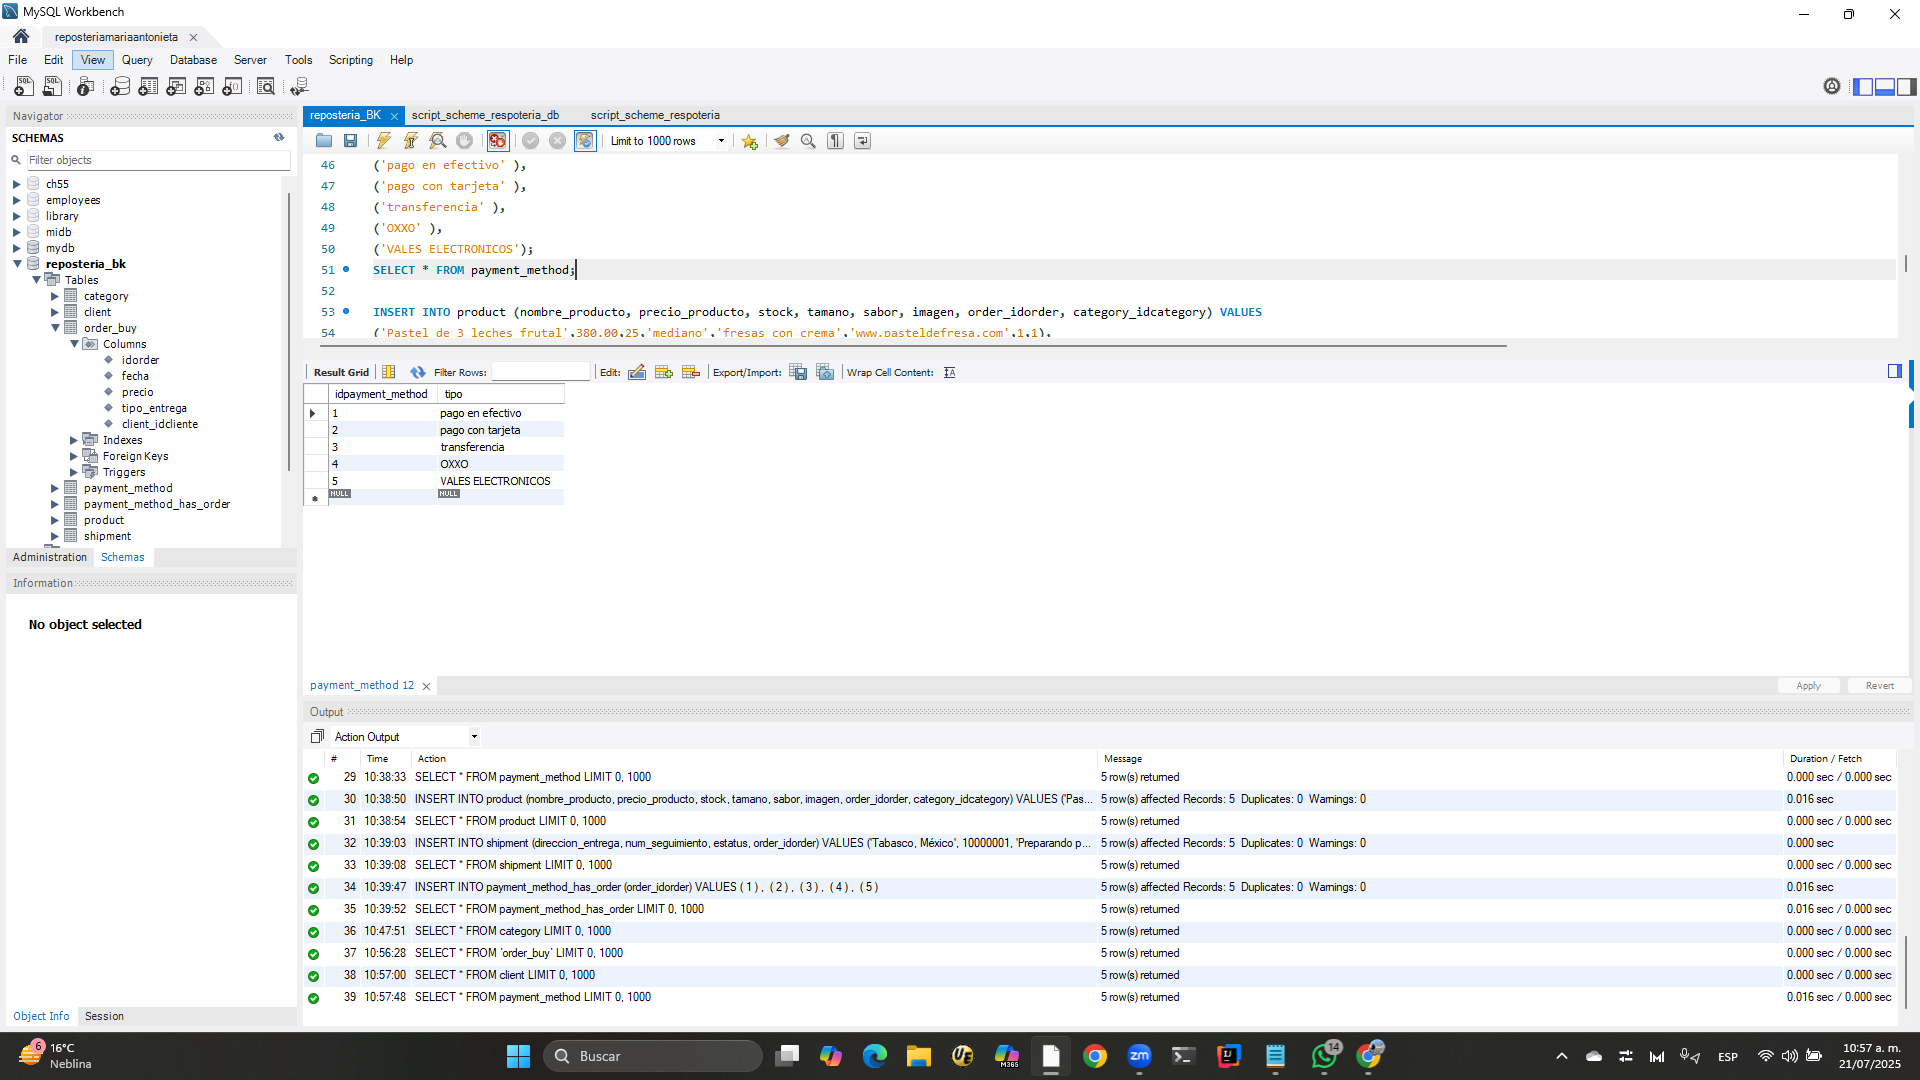 MySQL Workbench
reposteriamariaantonieta
File Edit View Query Database Server Tools Scripting Help
Navigator
SCHEMAS
Filter objects
ch55
employees
library
midb
mydb
reposteria_bk
Tables
category
client
order_buy
Columns
idorder
fecha
precio
tipo_entrega
client_idcliente
Indexes
Foreign Keys
Triggers
payment_method
payment_method_has_order
product
shipment
Administration Schemas
Information
No object selected
Object Info Session
reposteria_BK script_scheme_respoteria_db script_scheme_respoteria
Limit to 1000 rows
46 ('pago en efectivo' ),
47 ('pago con tarjeta' ),
48 ('transferencia' ),
49 ('OXXO' ),
50 ('VALES ELECTRONICOS');
51 SELECT * FROM payment_method;
52
53 INSERT INTO product (nombre_producto, precio_producto, stock, tamano, sabor, imagen, order_idorder, category_idcategory) VALUES
54 ('Pastel de 3 leches frutal',380.00,25,'mediano','fresas con crema','www.pasteldefresa.com',1,1),
Result Grid Filter Rows: Edit: Export/Import: Wrap Cell Content:
idpayment_method tipo
1 pago en efectivo
2 pago con tarjeta
3 transferencia
4 OXXO
5 VALES ELECTRONICOS
NULL NULL
payment_method 12 Apply Revert
Output
Action Output
# Time Action Message Duration / Fetch
29 10:38:33 SELECT * FROM payment_method LIMIT 0, 1000 5 row(s) returned 0.000 sec / 0.000 sec
30 10:38:50 INSERT INTO product (nombre_producto, precio_producto, stock, tamano, sabor, imagen, order_idorder, category_idcategory) VALUES ('Pas... 5 row(s) affected Records: 5 Duplicates: 0 Warnings: 0 0.016 sec
31 10:38:54 SELECT * FROM product LIMIT 0, 1000 5 row(s) returned 0.000 sec / 0.000 sec
32 10:39:03 INSERT INTO shipment (direccion_entrega, num_seguimiento, estatus, order_idorder) VALUES ('Tabasco, México', 10000001, 'Preparando p... 5 row(s) affected Records: 5 Duplicates: 0 Warnings: 0 0.000 sec
33 10:39:08 SELECT * FROM shipment LIMIT 0, 1000 5 row(s) returned 0.000 sec / 0.000 sec
34 10:39:47 INSERT INTO payment_method_has_order (order_idorder) VALUES ( 1 ) , ( 2 ) , ( 3 ) , ( 4 ) , ( 5 ) 5 row(s) affected Records: 5 Duplicates: 0 Warnings: 0 0.016 sec
35 10:39:52 SELECT * FROM payment_method_has_order LIMIT 0, 1000 5 row(s) returned 0.016 sec / 0.000 sec
36 10:47:51 SELECT * FROM category LIMIT 0, 1000 5 row(s) returned 0.000 sec / 0.000 sec
37 10:56:28 SELECT * FROM `order_buy` LIMIT 0, 1000 5 row(s) returned 0.000 sec / 0.000 sec
38 10:57:00 SELECT * FROM client LIMIT 0, 1000 5 row(s) returned 0.000 sec / 0.000 sec
39 10:57:48 SELECT * FROM payment_method LIMIT 0, 1000 5 row(s) returned 0.016 sec / 0.000 sec
6 16°C
Neblina
Buscar
M365
zm
14
ESP
10:57 a. m.
21/07/2025